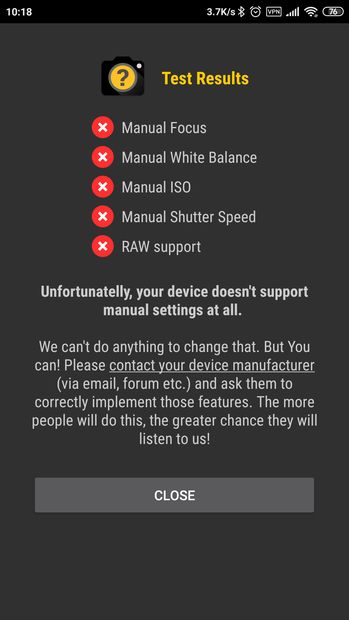 10:18
3.7K/s VPN 76
Test Results
Manual Focus
Manual White Balance
Manual ISO
Manual Shutter Speed
RAW support
Unfortunatelly, your device doesn't support
manual settings at all.
We can't do anything to change that. But You
can! Please contact your device manufacturer
(via email, forum etc.) and ask them to
correctly implement those features. The more
people will do this, the greater chance they will
listen to us!
CLOSE